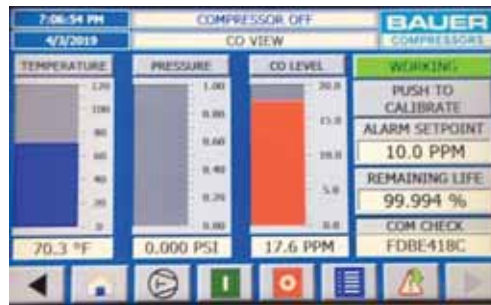 7:06:54 PM
COMPRESSOR OFF
BAUER
COMPRESSORS
4/3/2019
CO VIEW
TEMPERATURE
PRESSURE
CO LEVEL
WORKING
120
100
80
60
40
20
0
1.00
0.80
0.60
0.40
0.20
0.00
20.0
15.0
10.0
5.0
0.0
PUSH TO
CALIBRATE
ALARM SETPOINT
10.0 PPM
REMAINING LIFE
99.994 %
COM CHECK
70.3 °F
0.000 PSI
17.6 PPM
FDBE418C